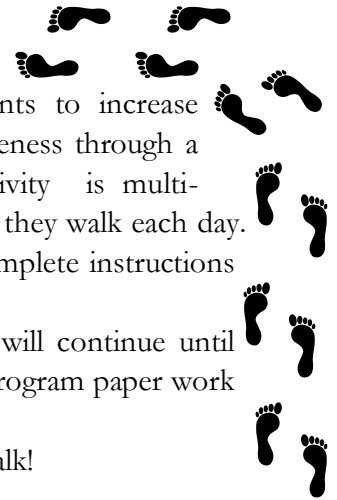 nts to increase
eness through a
ivity is multi-
they walk each day.
mplete instructions
will continue until
rogram paper work
alk!